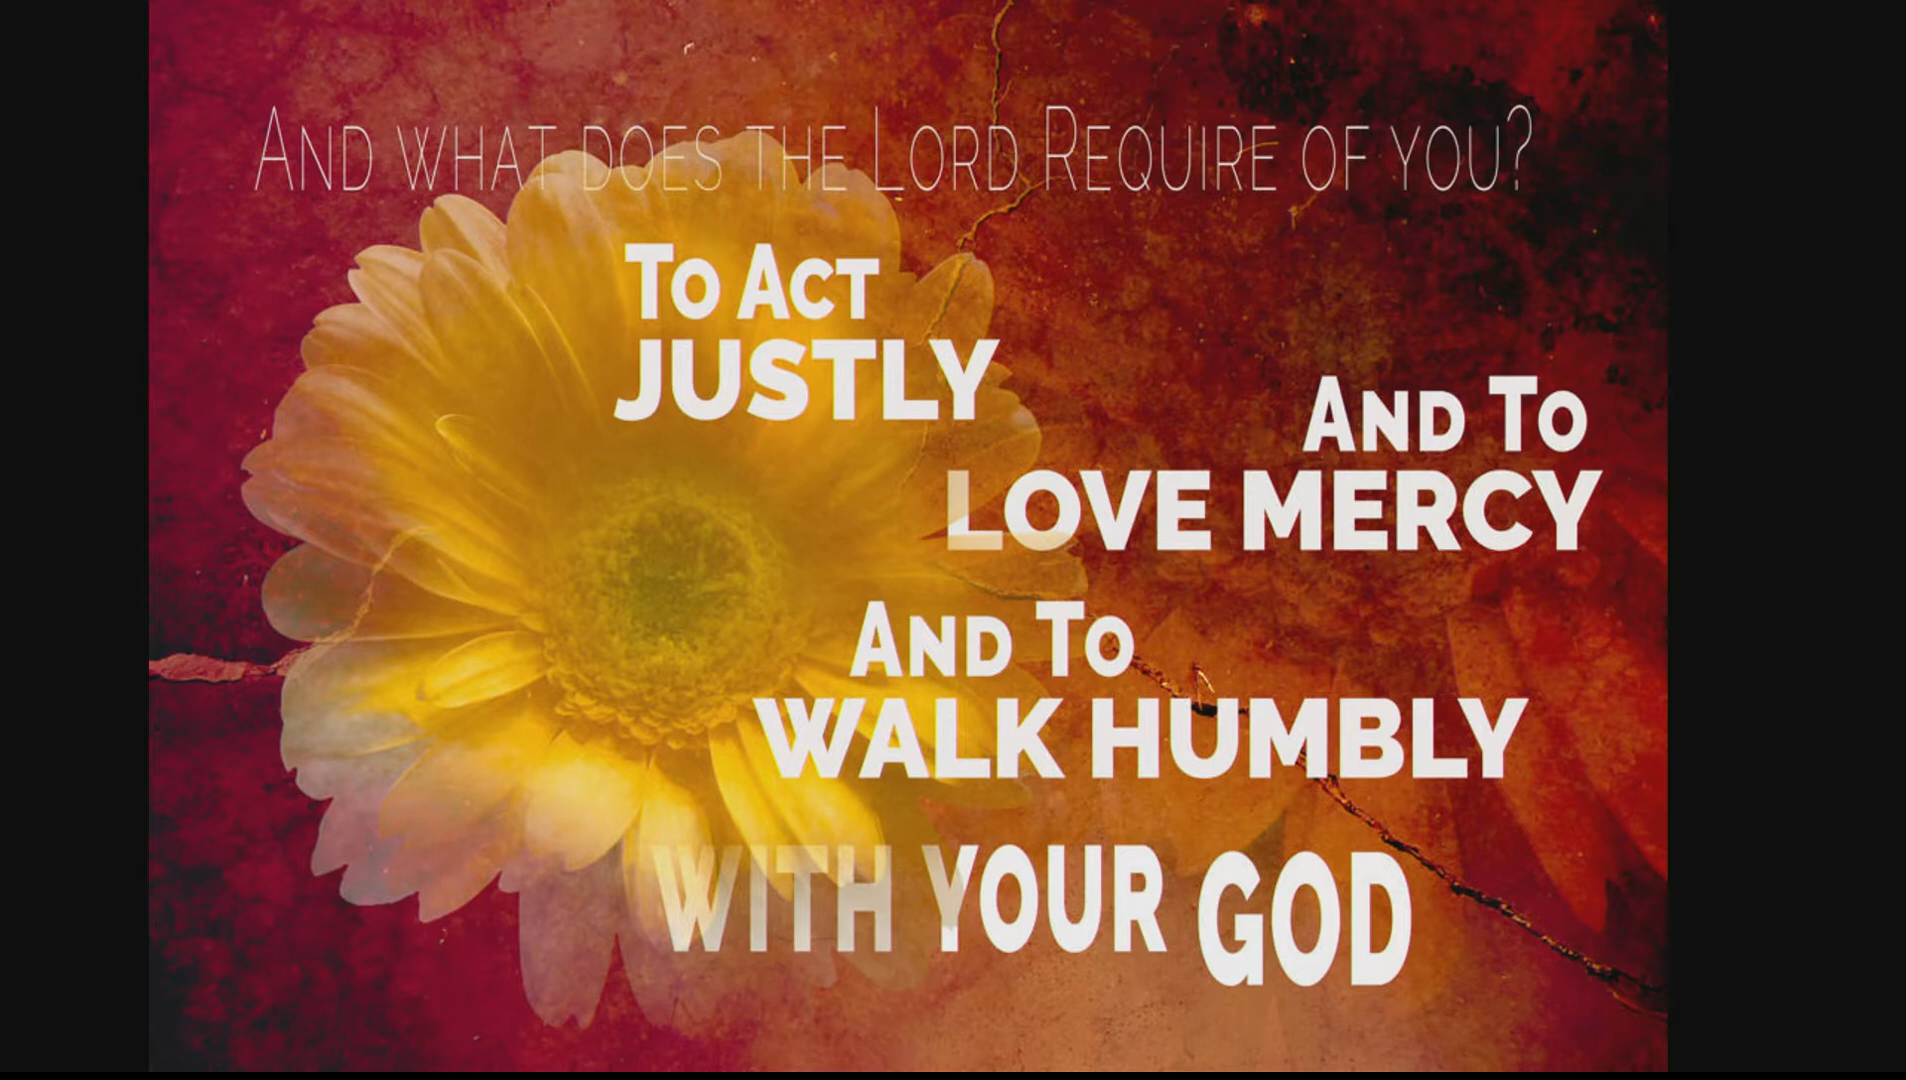 And what does the Lord Require of you?
To Act
JUSTLY
And To
LOVE MERCY
And To
WALK HUMBLY
WITH YOUR GOD